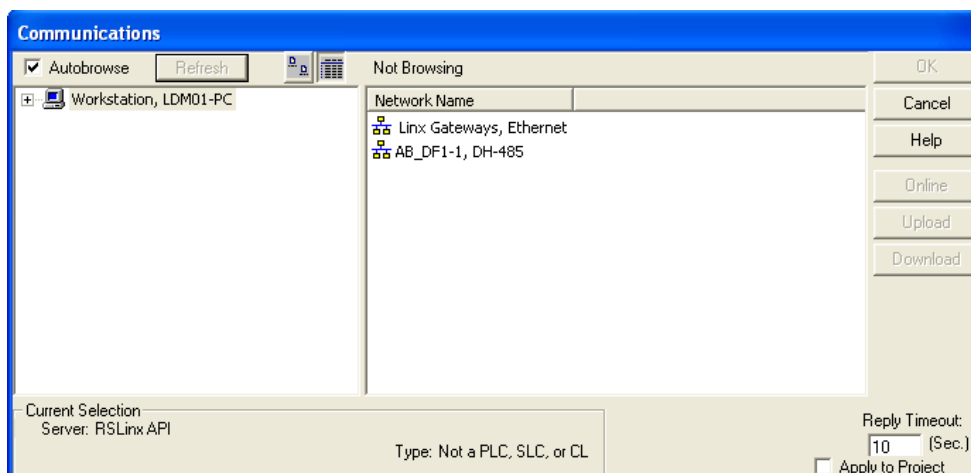 Communications
Autobrowse
Refresh
Not Browsing
OK
Workstation, LDM01-PC
Network Name
Cancel
Linx Gateways, Ethernet
Help
AB_DF1-1, DH-485
Online
Upload
Download
Current Selection
Server: RSLinx API
Type: Not a PLC, SLC, or CL
Reply Timeout:
10 (Sec.)
Apply to Project